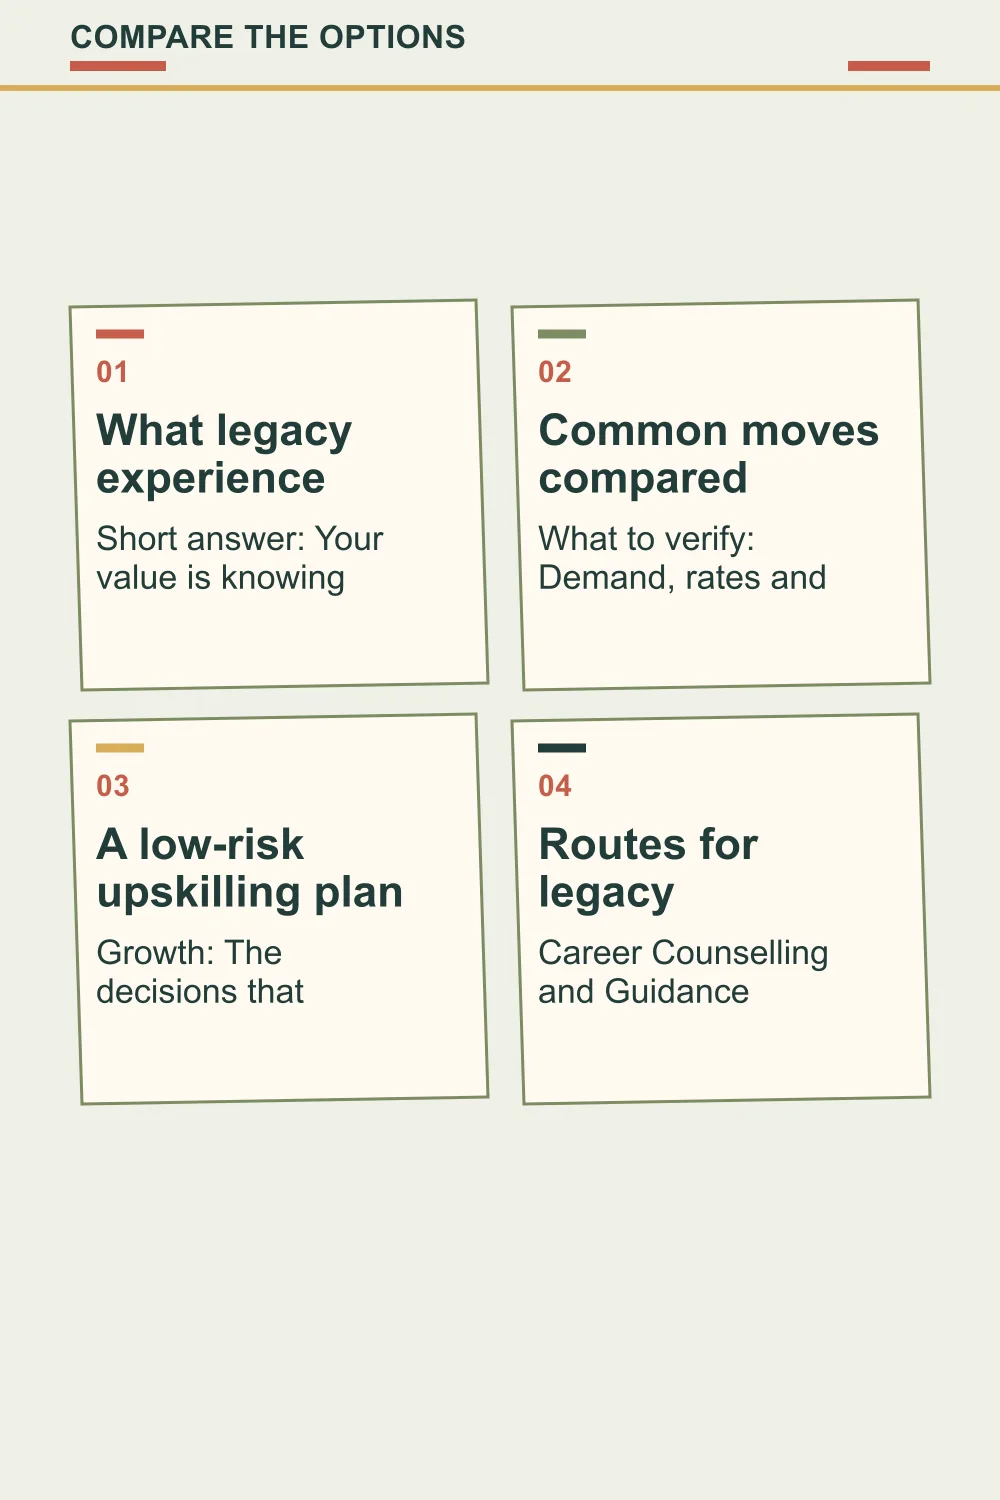 COMPARE THE OPTIONS
01
What legacy
experience
Short answer: Your
value is knowing
02
Common moves
compared
What to verify:
Demand, rates and
03
A low-risk
upskilling plan
Growth: The
decisions that
04
Routes for
legacy
Career Counselling
and Guidance